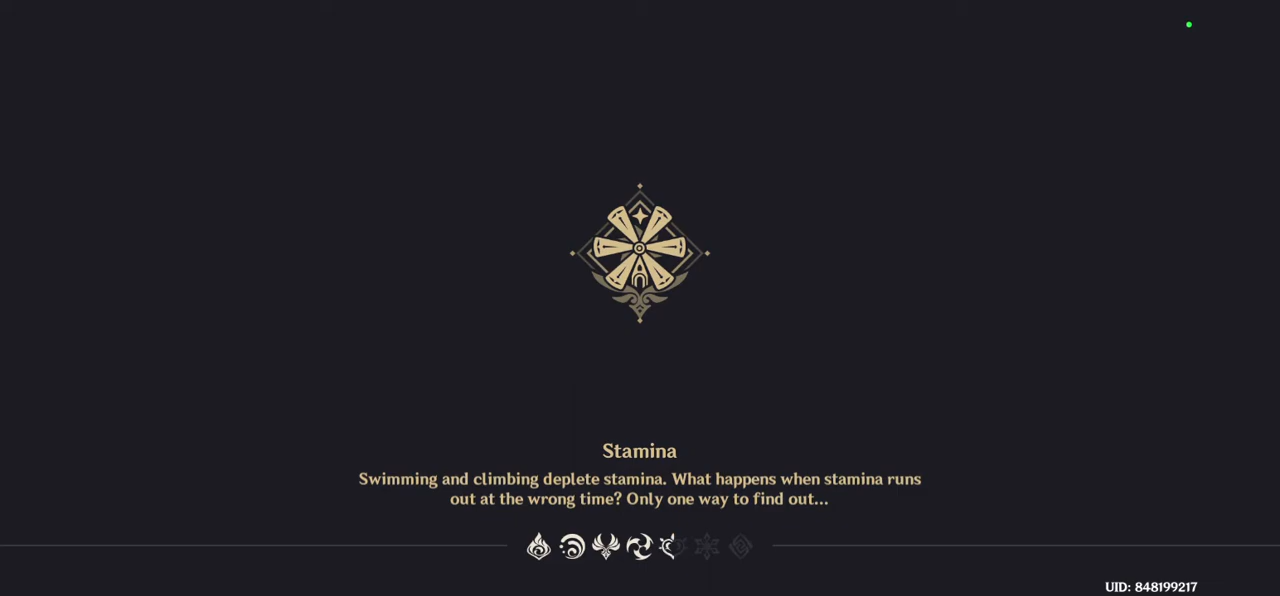 Stamina
Swimming and climbing deplete stamina. What happens when stamina runs
out at the wrong time? Only one way to find out...
UID: 848199217